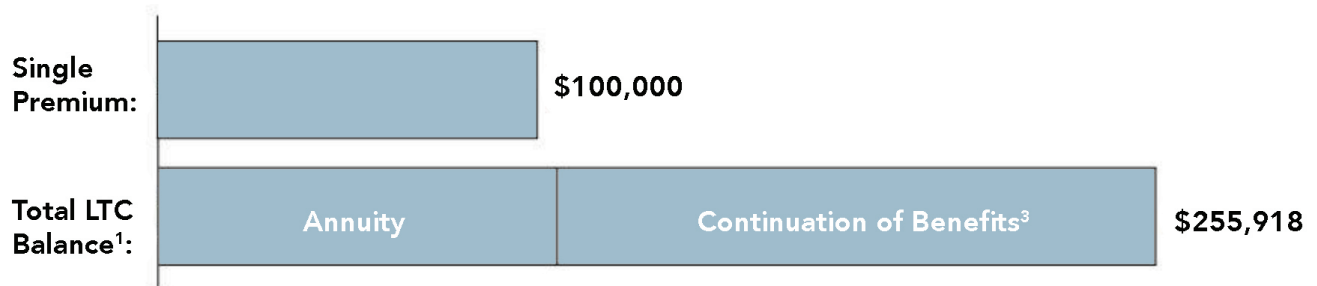 Single
Premium:
$100,000
Total LTC
Balance¹:
Annuity
Continuation of Benefits³
$255,918